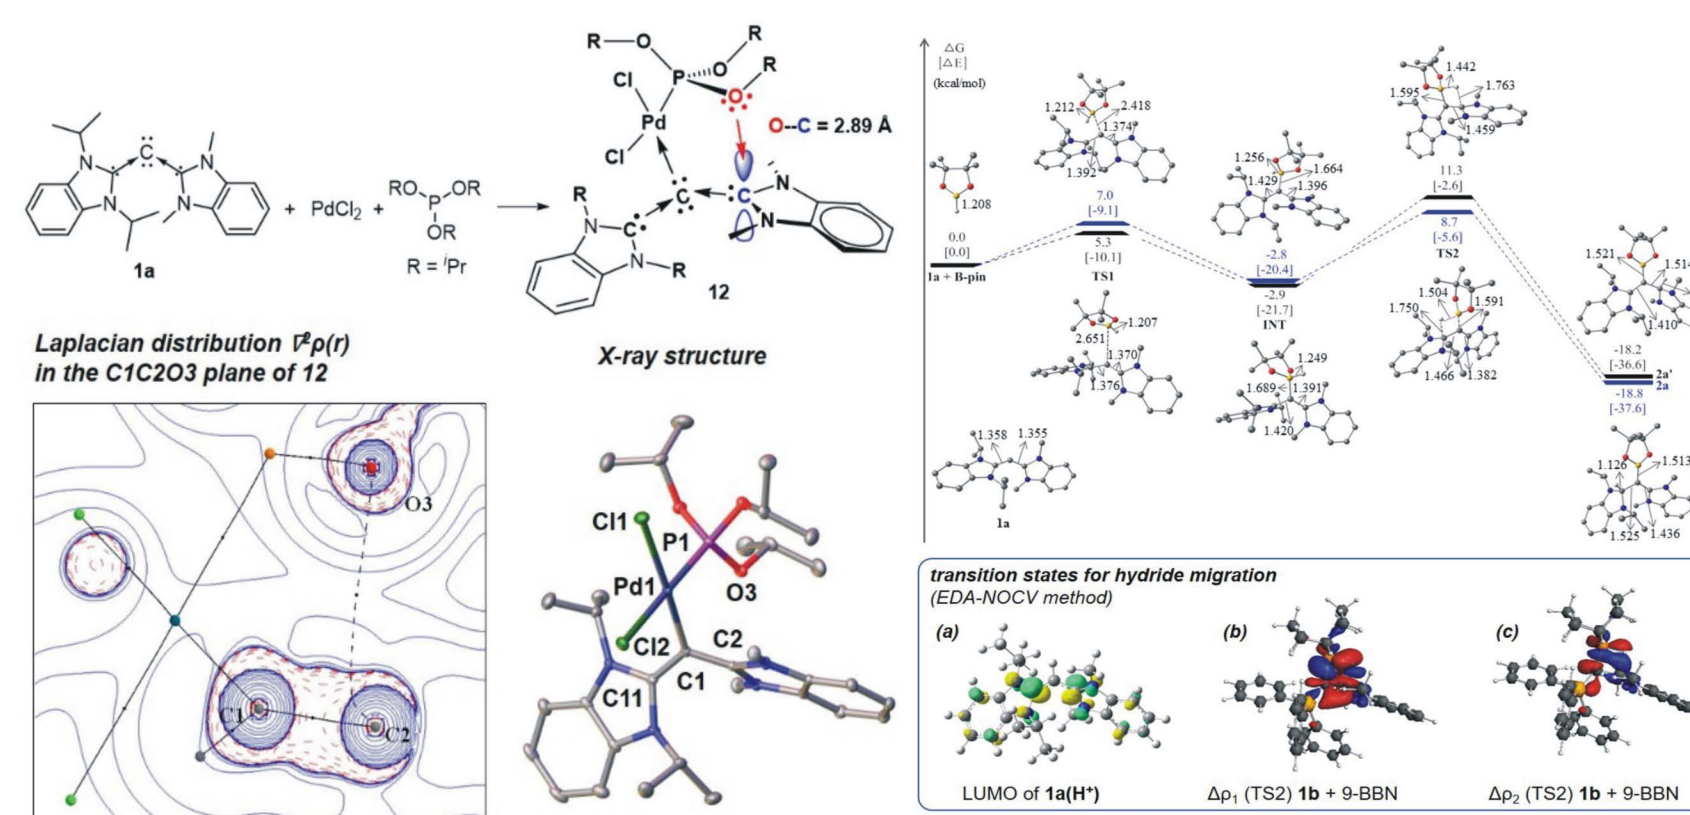 N
N
C
N
N
1a
+ PdCl2 +
RO
OR
P
OR
R = iPr
R—O
R
O
R
P
O
Cl
Pd
Cl
O--C = 2.89 Å
R
N
C
N
R
C
C
N
N
12
Laplacian distribution ∇²ρ(r)
in the C1C2O3 plane of 12
X-ray structure
O3
C1
C2
Cl1
P1
Pd1
O3
Cl2
C2
C1
C11
△G
[△E]
(kcal/mol)
1.208
0.0
[0.0]
1a + B-pin
1.358
1.355
1a
1.212
2.418
1.374
1.392
7.0
[-9.1]
5.3
[-10.1]
TS1
1.207
2.651
1.370
1.376
1.256
1.664
1.429
1.396
-2.8
[-20.4]
-2.9
[-21.7]
INT
1.249
1.689
1.391
1.420
1.442
1.595
1.763
1.459
11.3
[-2.6]
8.7
[-5.6]
TS2
1.504
1.750
1.591
1.466
1.382
1.521
1.514
1.410
-18.2
[-36.6]
2a'
2a
-18.8
[-37.6]
1.126
1.513
1.525
1.436
transition states for hydride migration
(EDA-NOCV method)
(a)
(b)
(c)
LUMO of 1a(H+)
Δρ1 (TS2) 1b + 9-BBN
Δρ2 (TS2) 1b + 9-BBN